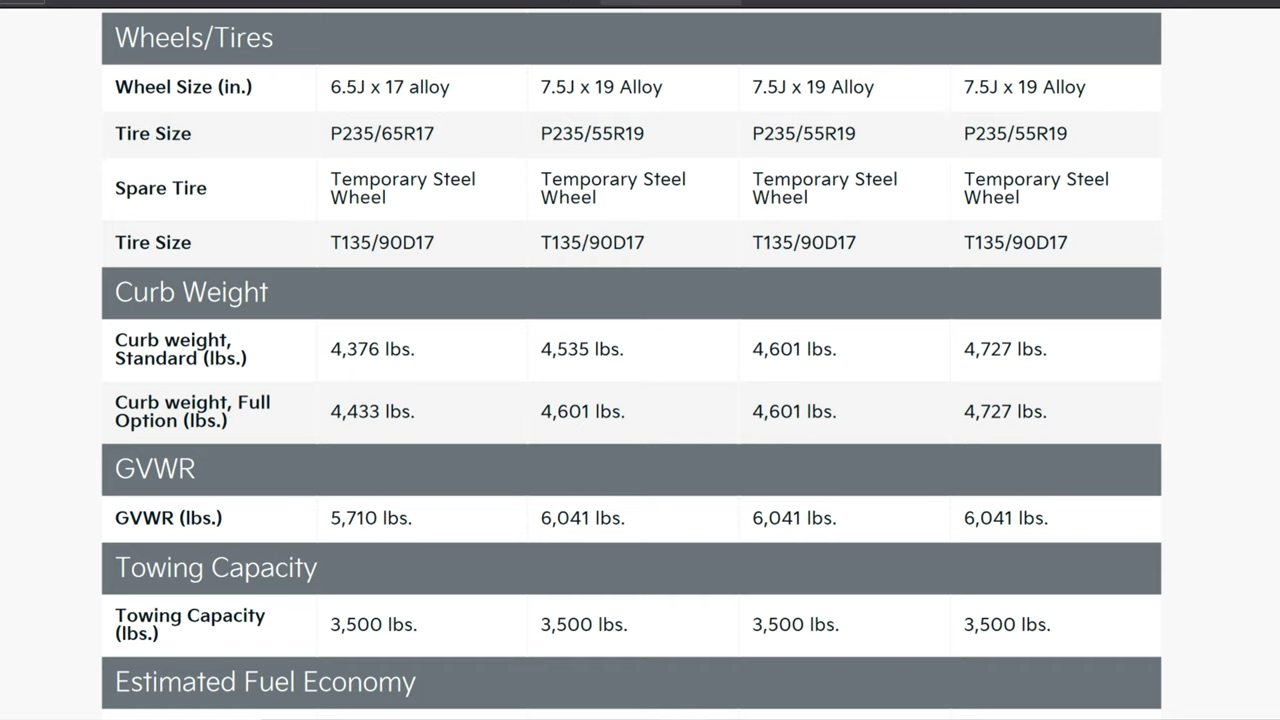 Wheels/Tires
Wheel Size (in.) 6.5J x 17 alloy 7.5J x 19 Alloy 7.5J x 19 Alloy 7.5J x 19 Alloy
Tire Size P235/65R17 P235/55R19 P235/55R19 P235/55R19
Spare Tire Temporary Steel Wheel Temporary Steel Wheel Temporary Steel Wheel Temporary Steel Wheel
Tire Size T135/90D17 T135/90D17 T135/90D17 T135/90D17
Curb Weight
Curb weight, Standard (lbs.) 4,376 lbs. 4,535 lbs. 4,601 lbs. 4,727 lbs.
Curb weight, Full Option (lbs.) 4,433 lbs. 4,601 lbs. 4,601 lbs. 4,727 lbs.
GVWR
GVWR (lbs.) 5,710 lbs. 6,041 lbs. 6,041 lbs. 6,041 lbs.
Towing Capacity
Towing Capacity (lbs.) 3,500 lbs. 3,500 lbs. 3,500 lbs. 3,500 lbs.
Estimated Fuel Economy